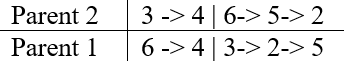 Parent 2 3 -> 4 | 6-> 5-> 2
Parent 1 6 -> 4 | 3-> 2-> 5